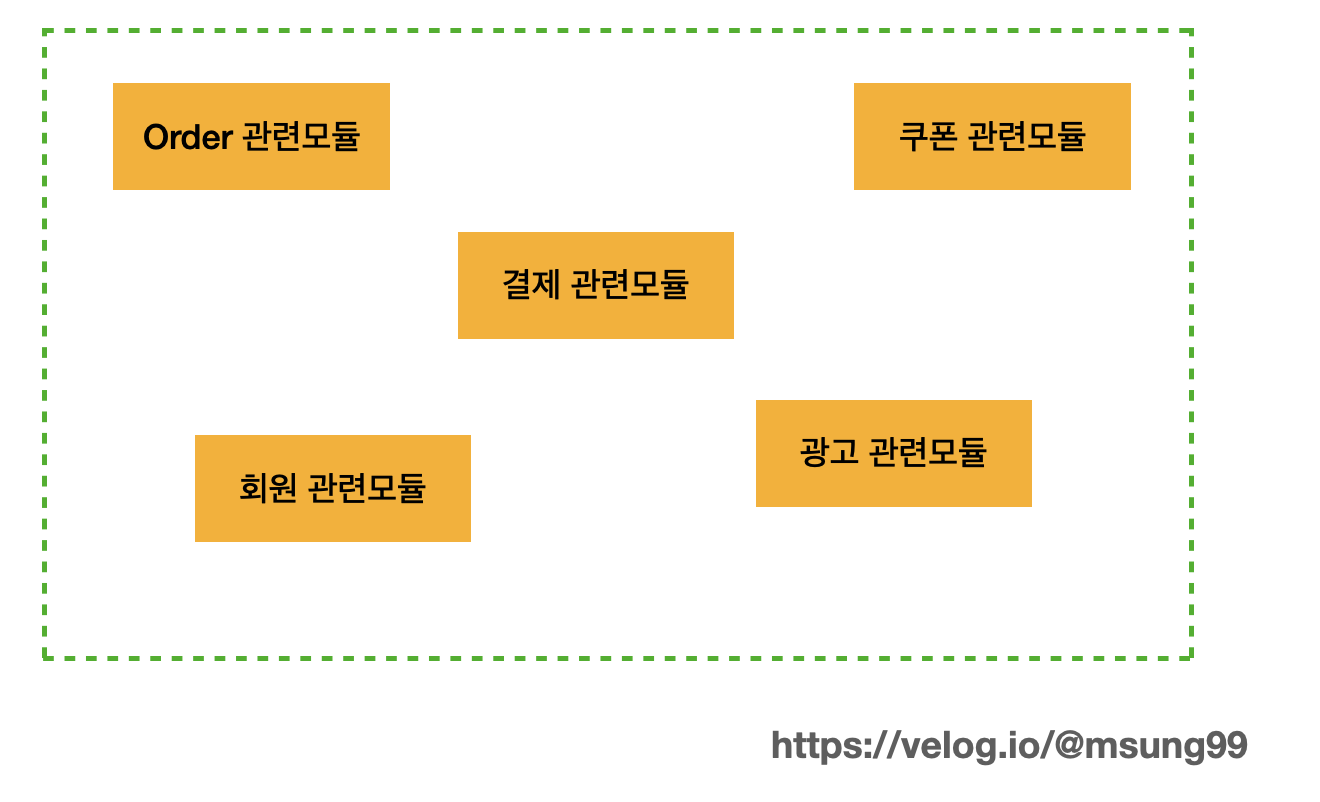 Order 관련모듈
쿠폰 관련모듈
결제 관련모듈
광고 관련모듈
회원 관련모듈
https://velog.io/@msung99